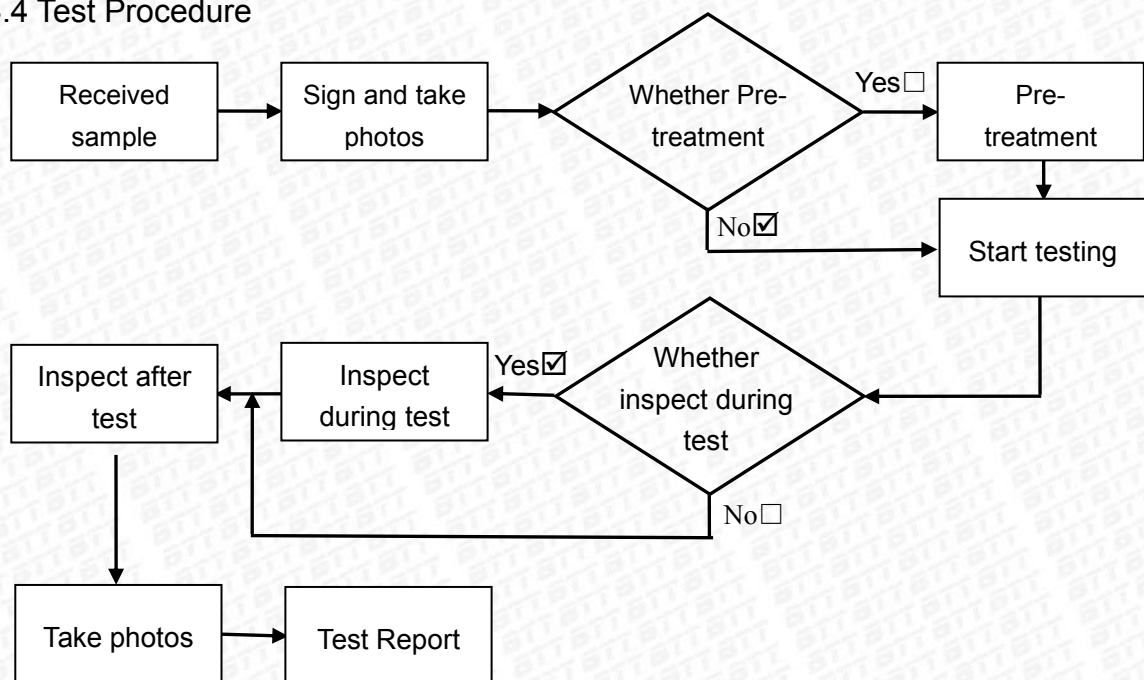 .4 Test Procedure
Received
sample
Sign and take
photos
Whether Pre-
treatment
Yes☐
Pre-
treatment
No☑
Start testing
Inspect after
test
Inspect
during test
Yes☑
Whether
inspect during
test
No☐
Take photos
Test Report